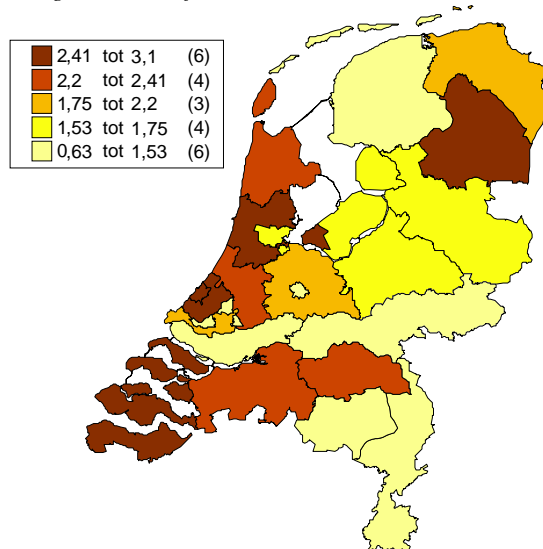 2,41 tot 3,1 (6)
2,2 tot 2,41 (4)
1,75 tot 2,2 (3)
1,53 tot 1,75 (4)
0,63 tot 1,53 (6)